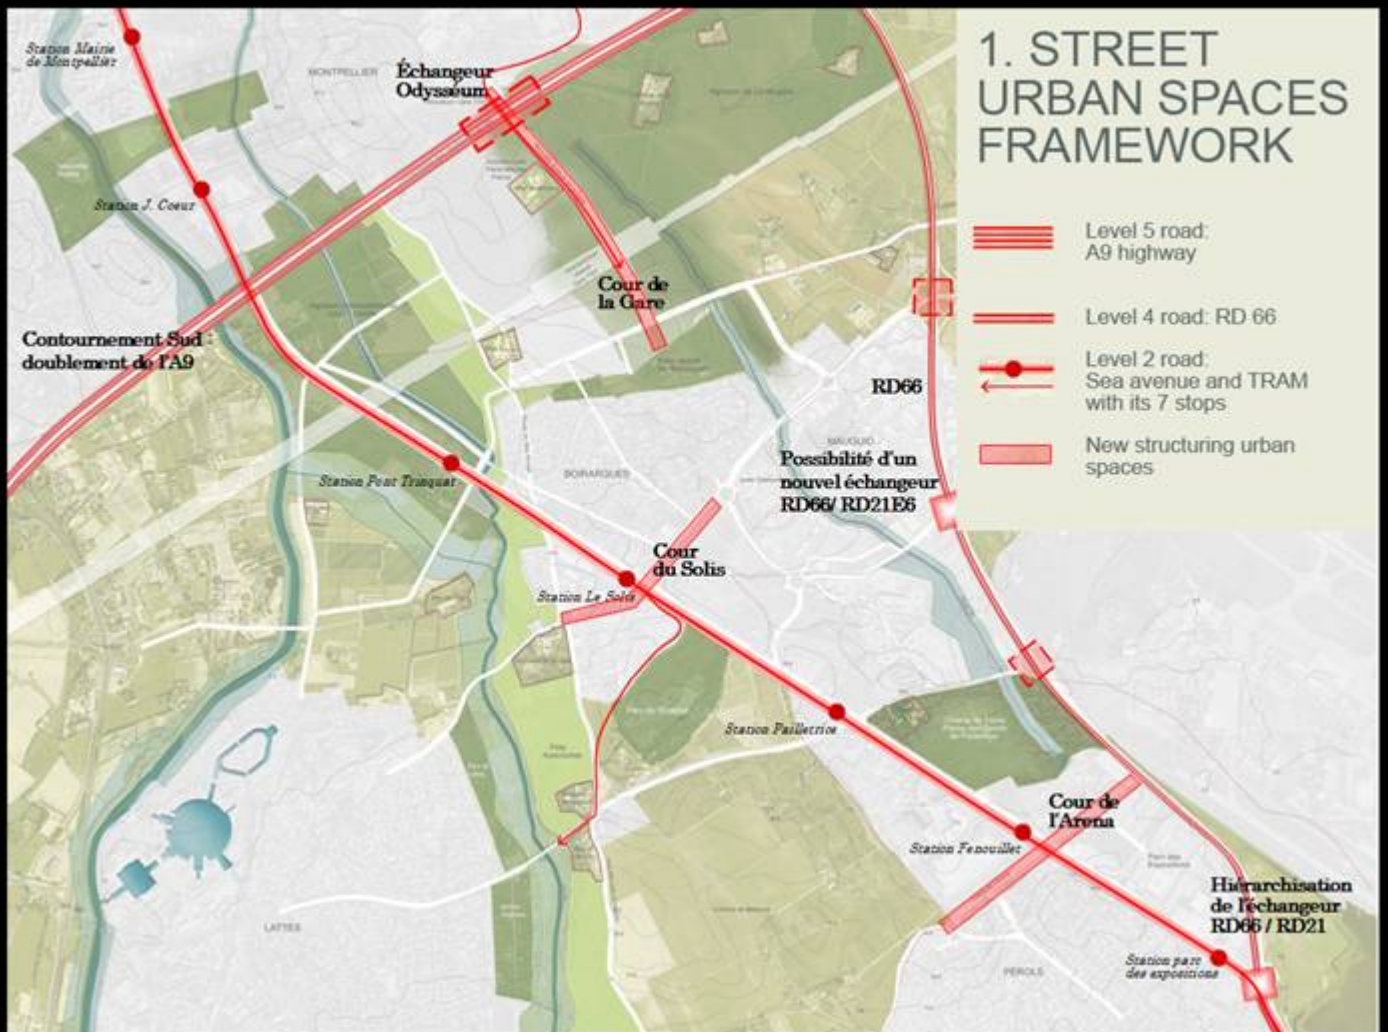 1. STREET
URBAN SPACES
FRAMEWORK
Level 5 road:
A9 highway
Level 4 road: RD 66
Level 2 road:
Sea avenue and TRAM
with its 7 stops
New structuring urban
spaces
Station Mairie
de Montpellier
MONTPELLIER
Échangeur
Odysséum
Station J. Coeur
Cour de
la Gare
Contournement Sud :
doublement de l'A9
RD66
MAUGUIO
Possibilité d'un
nouvel échangeur
RD66/ RD21E6
BOIRARGUES
Station Pont Trinquat
Cour
du Solis
Station Le Solis
Station Pailletrice
Cour de
l'Arena
Station Fenouillet
Hiérarchisation
de l'échangeur
RD66 / RD21
LATTES
Station parc
des expositions
PEROLS